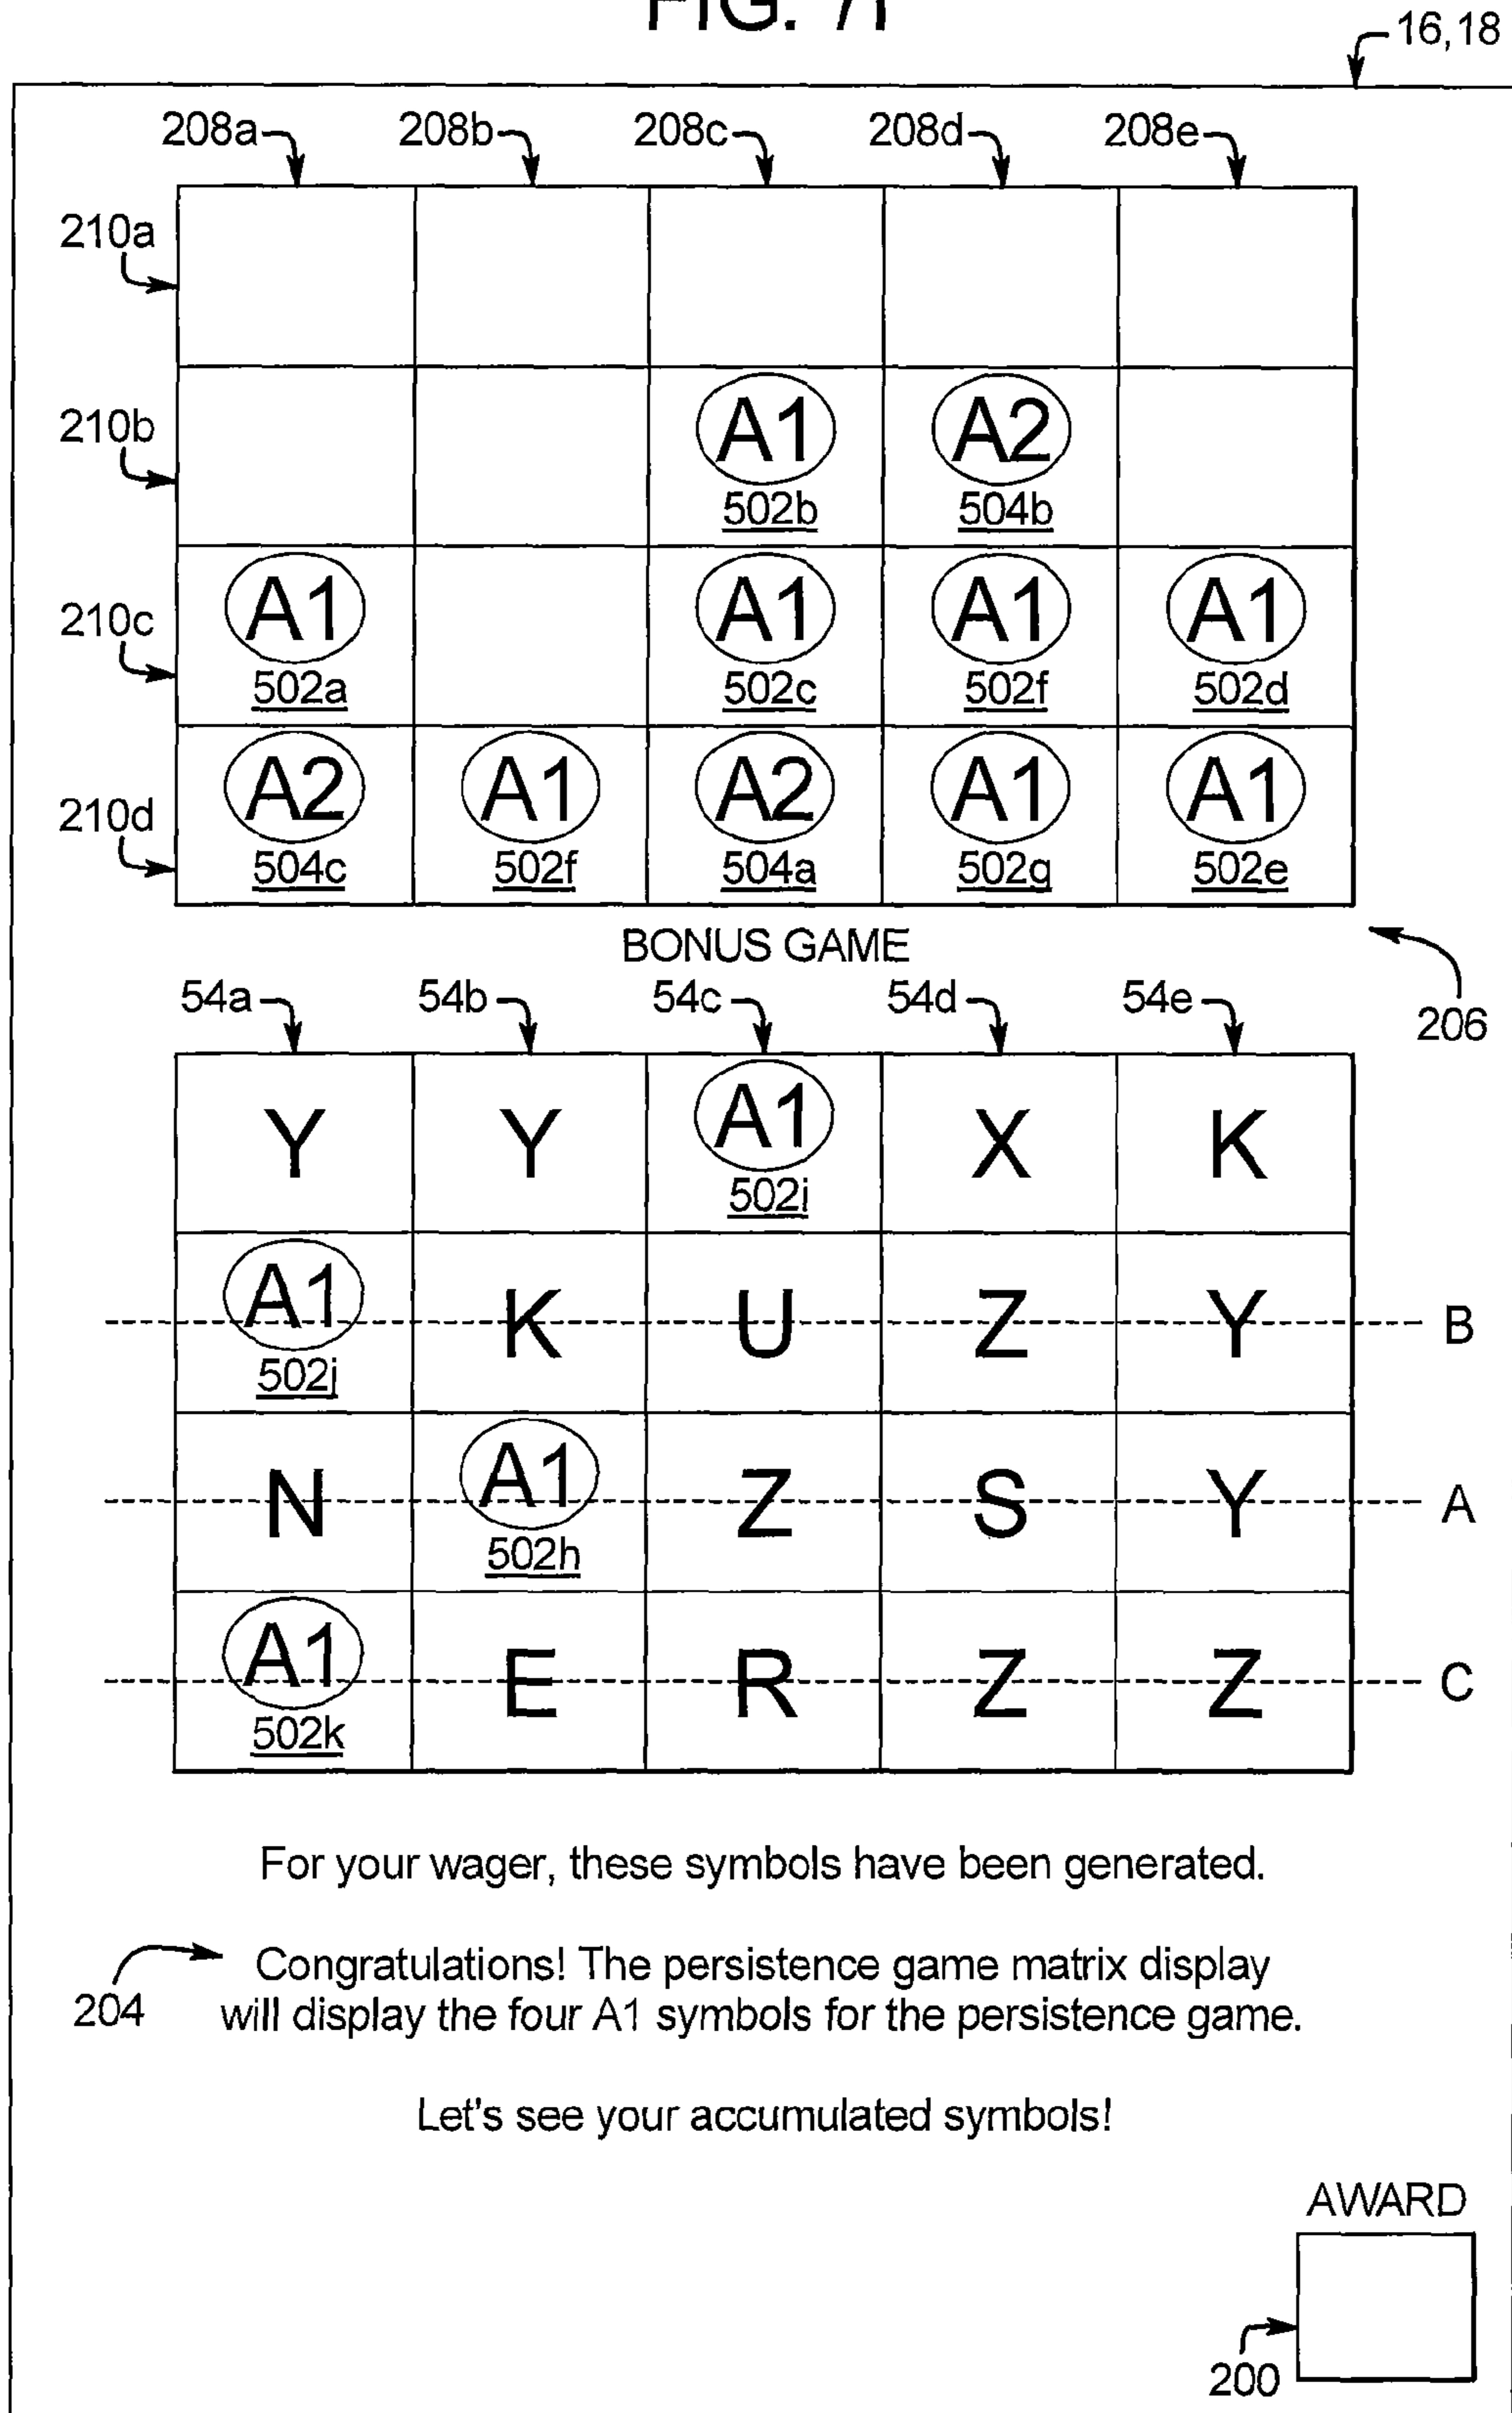 FIG. 7I
16,18
208a 208b 208c 208d 208e
210a
210b
A1 A2
502b 504b
210c
A1 A1 A1 A1
502a 502c 502f 502d
210d
A2 A1 A2 A1 A1
504c 502f 504a 502g 502e
BONUS GAME
206
54a 54b 54c 54d 54e
Y Y A1 X K
502i
A1 K U Z Y B
502j
N A1 Z S Y A
502h
A1 E R Z Z C
502k
For your wager, these symbols have been generated.
204
Congratulations! The persistence game matrix display
will display the four A1 symbols for the persistence game.
Let's see your accumulated symbols!
AWARD
200